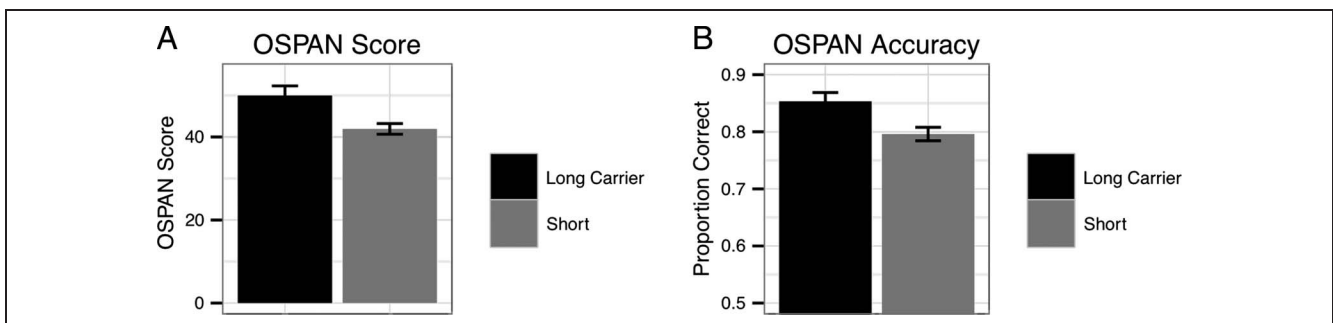 A
OSPAN Score
OSPAN Score
40
20
0
Long Carrier
Short
B
OSPAN Accuracy
Proportion Correct
0.9
0.8
0.7
0.6
0.5
Long Carrier
Short